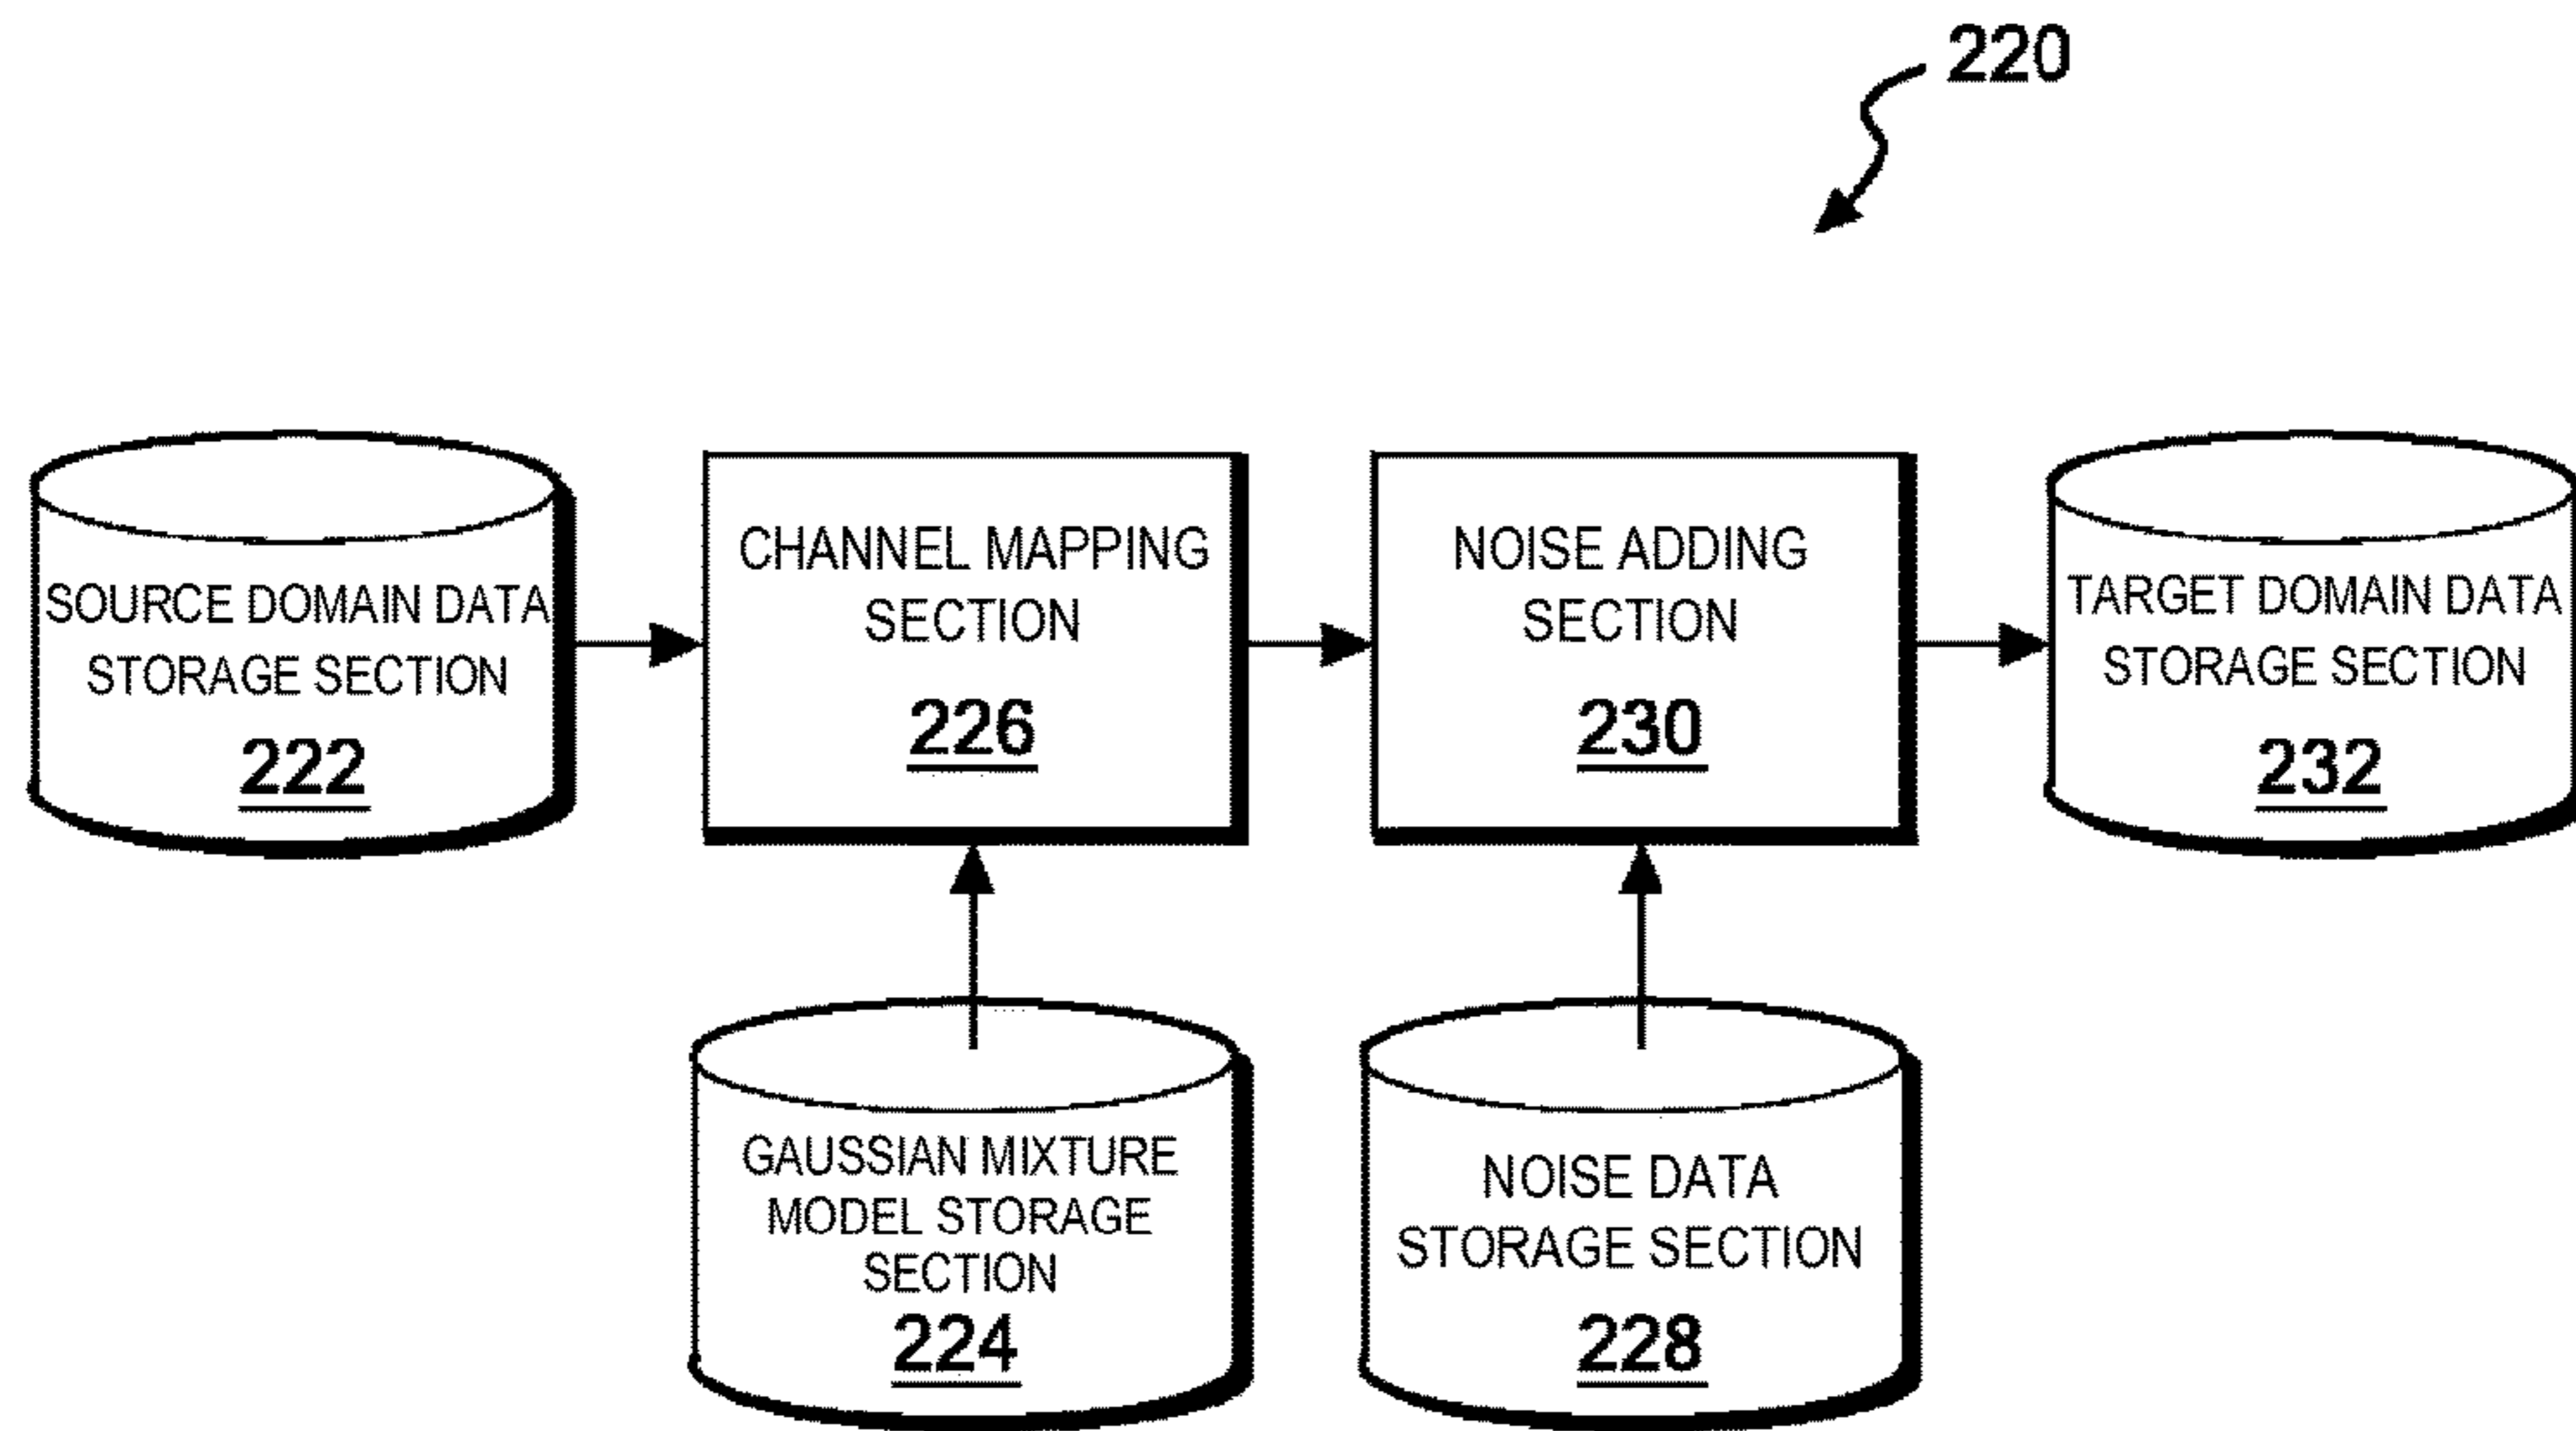 220
SOURCE DOMAIN DATA
STORAGE SECTION
222
CHANNEL MAPPING
SECTION
226
NOISE ADDING
SECTION
230
TARGET DOMAIN DATA
STORAGE SECTION
232
GAUSSIAN MIXTURE
MODEL STORAGE
SECTION
224
NOISE DATA
STORAGE SECTION
228